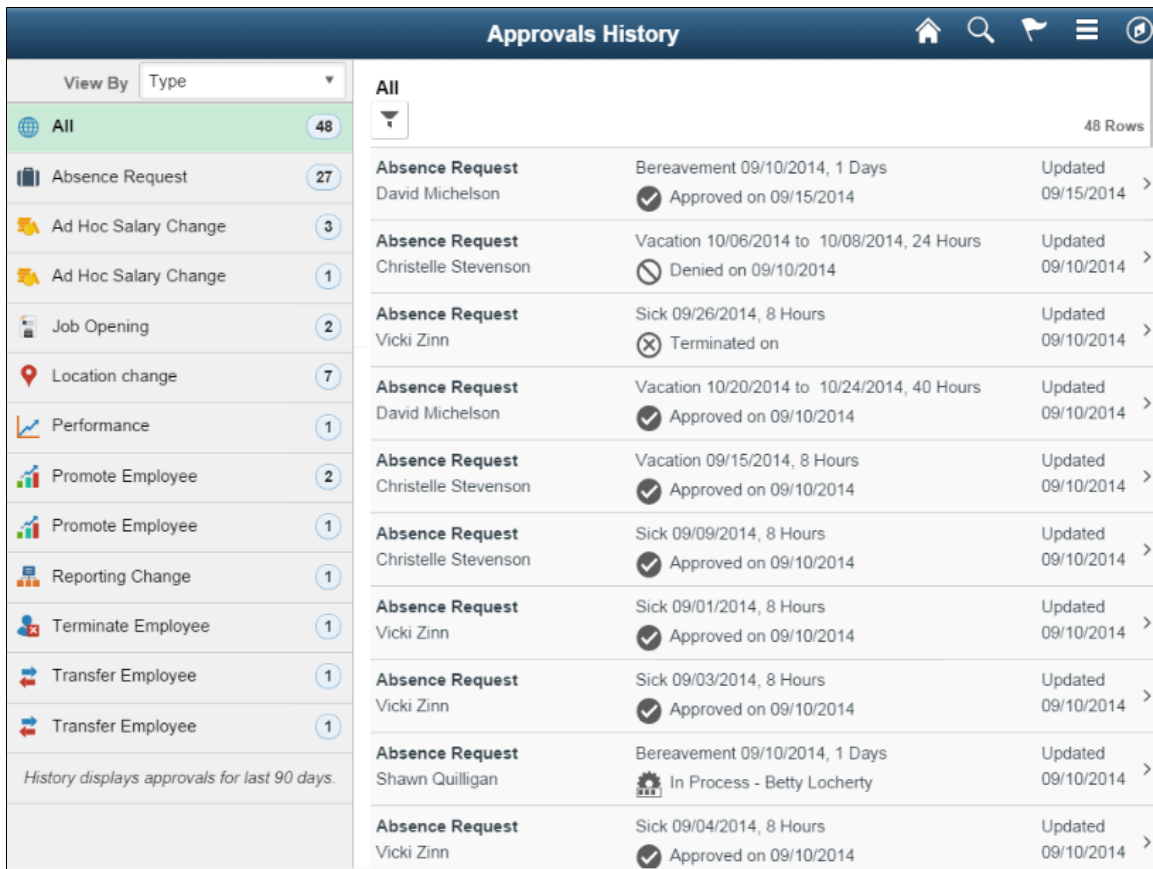 Approvals History
View By Type
All 48
Absence Request 27
Ad Hoc Salary Change 3
Ad Hoc Salary Change 1
Job Opening 2
Location change 7
Performance 1
Promote Employee 2
Promote Employee 1
Reporting Change 1
Terminate Employee 1
Transfer Employee 1
Transfer Employee 1
History displays approvals for last 90 days.
All
48 Rows
Absence Request Bereavement 09/10/2014, 1 Days Updated
David Michelson Approved on 09/15/2014 09/15/2014
Absence Request Vacation 10/06/2014 to 10/08/2014, 24 Hours Updated
Christelle Stevenson Denied on 09/10/2014 09/10/2014
Absence Request Sick 09/26/2014, 8 Hours Updated
Vicki Zinn Terminated on 09/10/2014
Absence Request Vacation 10/20/2014 to 10/24/2014, 40 Hours Updated
David Michelson Approved on 09/10/2014 09/10/2014
Absence Request Vacation 09/15/2014, 8 Hours Updated
Christelle Stevenson Approved on 09/10/2014 09/10/2014
Absence Request Sick 09/09/2014, 8 Hours Updated
Christelle Stevenson Approved on 09/10/2014 09/10/2014
Absence Request Sick 09/01/2014, 8 Hours Updated
Vicki Zinn Approved on 09/10/2014 09/10/2014
Absence Request Sick 09/03/2014, 8 Hours Updated
Vicki Zinn Approved on 09/10/2014 09/10/2014
Absence Request Bereavement 09/10/2014, 1 Days Updated
Shawn Quilligan In Process - Betty Locherty 09/10/2014
Absence Request Sick 09/04/2014, 8 Hours Updated
Vicki Zinn Approved on 09/10/2014 09/10/2014